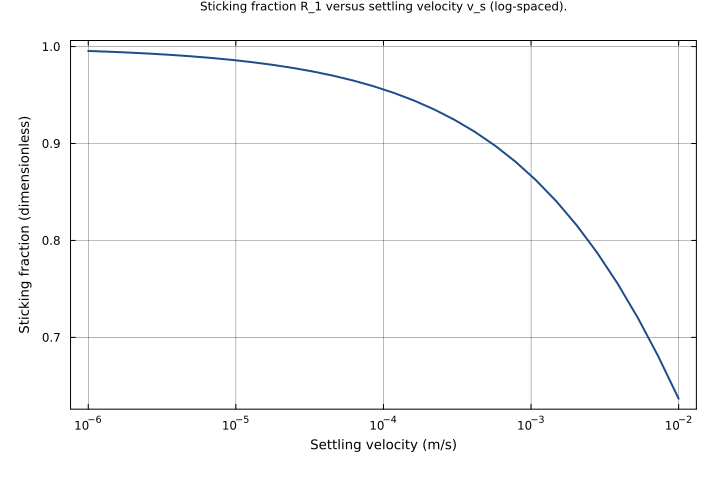 Sticking fraction R_1 versus settling velocity v_s (log-spaced).
1.0
0.9
0.8
0.7
Sticking fraction (dimensionless)
10⁻⁶ 10⁻⁵ 10⁻⁴ 10⁻³ 10⁻²
Settling velocity (m/s)